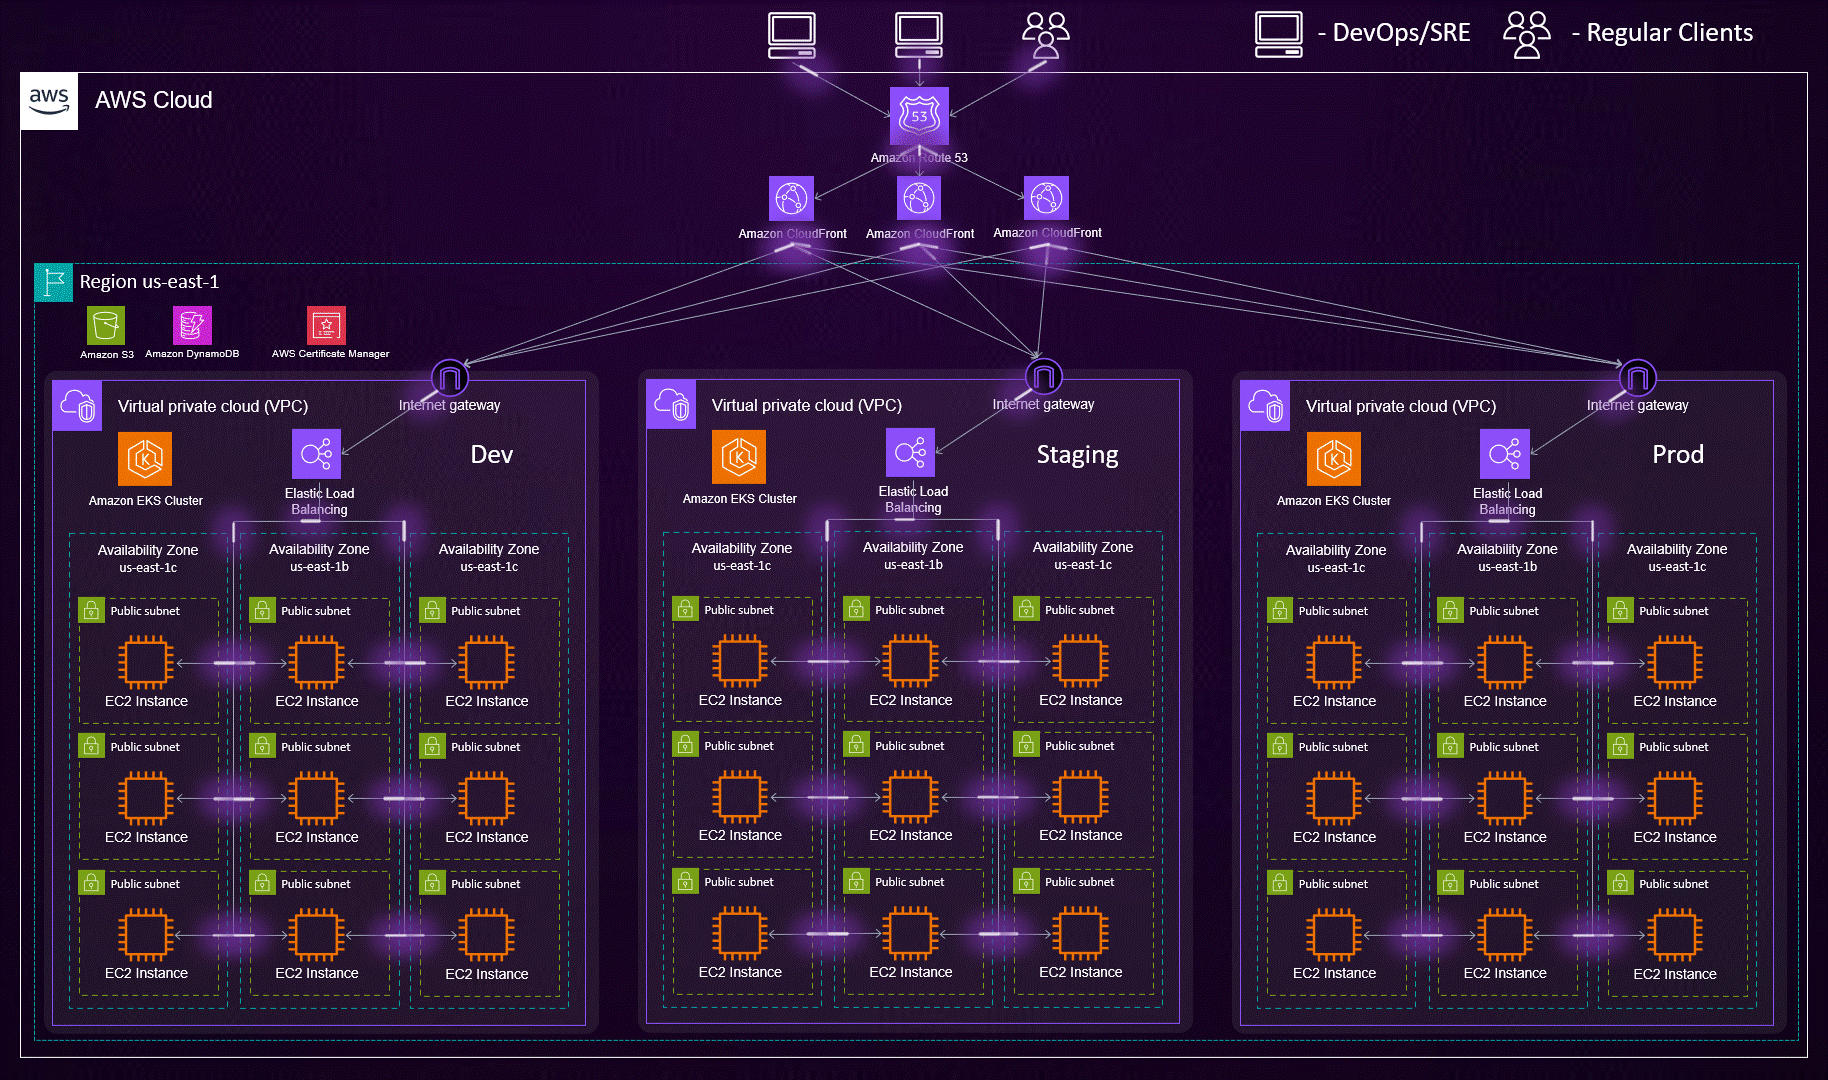 - DevOps/SRE
- Regular Clients
aws
AWS Cloud
53
Amazon Route 53
Amazon CloudFront
Amazon CloudFront
Amazon CloudFront
Region us-east-1
Amazon S3
Amazon DynamoDB
AWS Certificate Manager
Virtual private cloud (VPC)
Internet gateway
K
Amazon EKS Cluster
Elastic Load
Balancing
Dev
Availability Zone
us-east-1c
Availability Zone
us-east-1b
Availability Zone
us-east-1c
Public subnet
Public subnet
Public subnet
EC2 Instance
EC2 Instance
EC2 Instance
Public subnet
Public subnet
Public subnet
EC2 Instance
EC2 Instance
EC2 Instance
Public subnet
Public subnet
Public subnet
EC2 Instance
EC2 Instance
EC2 Instance
Virtual private cloud (VPC)
Internet gateway
K
Amazon EKS Cluster
Elastic Load
Balancing
Staging
Availability Zone
us-east-1c
Availability Zone
us-east-1b
Availability Zone
us-east-1c
Public subnet
Public subnet
Public subnet
EC2 Instance
EC2 Instance
EC2 Instance
Public subnet
Public subnet
Public subnet
EC2 Instance
EC2 Instance
EC2 Instance
Public subnet
Public subnet
Public subnet
EC2 Instance
EC2 Instance
EC2 Instance
Virtual private cloud (VPC)
Internet gateway
K
Amazon EKS Cluster
Elastic Load
Balancing
Prod
Availability Zone
us-east-1c
Availability Zone
us-east-1b
Availability Zone
us-east-1c
Public subnet
Public subnet
Public subnet
EC2 Instance
EC2 Instance
EC2 Instance
Public subnet
Public subnet
Public subnet
EC2 Instance
EC2 Instance
EC2 Instance
Public subnet
Public subnet
Public subnet
EC2 Instance
EC2 Instance
EC2 Instance